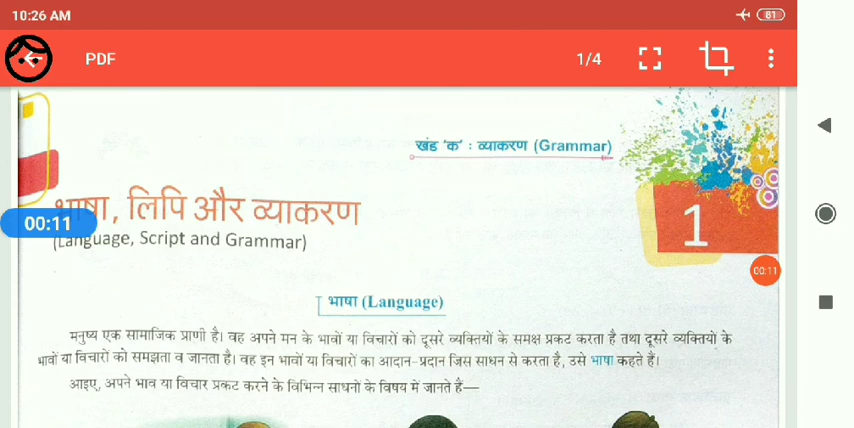 10:26 AM
81
PDF
1/4
खंड 'क' : व्याकरण (Grammar)
भाषा, लिपि और व्याकरण
1
00:11
(Language, Script and Grammar)
00:11
भाषा (Language)
मनुष्य एक सामाजिक प्राणी है। वह अपने मन के भावों या विचारों को दूसरे व्यक्तियों के समक्ष प्रकट करता है तथा दूसरे व्यक्तियों के
भावों या विचारों को समझता व जानता है। वह इन भावों या विचारों का आदान-प्रदान जिस साधन से करता है, उसे भाषा कहते हैं।
आइए, अपने भाव या विचार प्रकट करने के विभिन्न साधनों के विषय में जानते हैं—